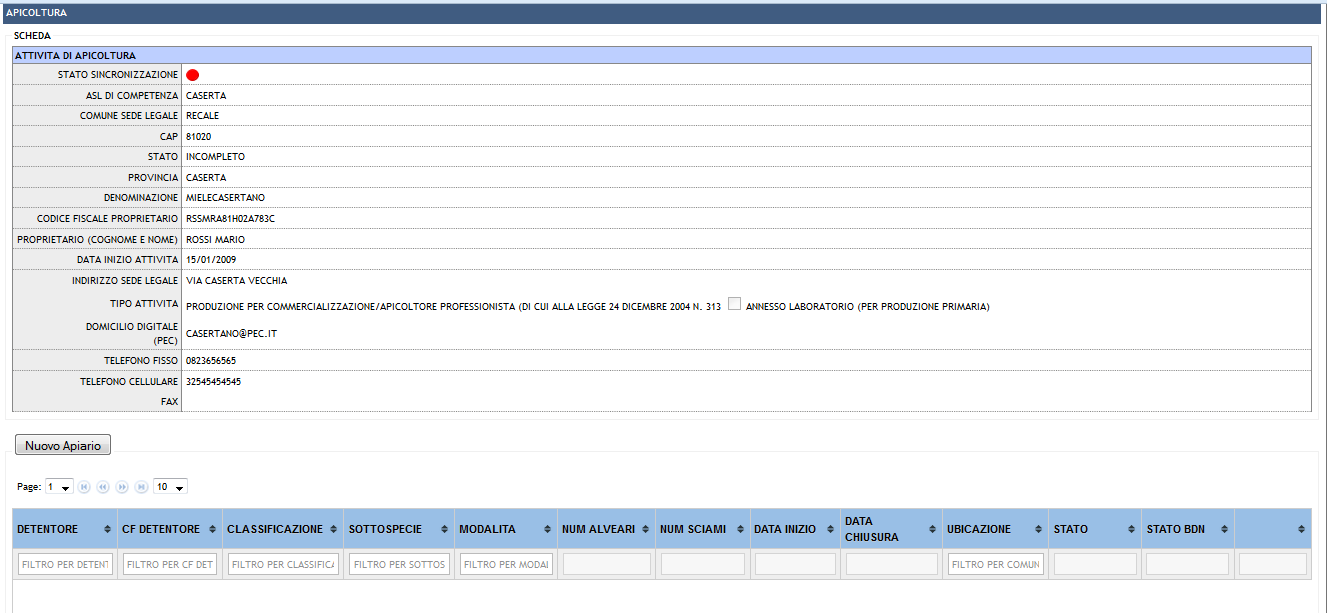 APICOLTURA
SCHEDA
ATTIVITA DI APICOLTURA
STATO SINCRONIZZAZIONE
ASL DI COMPETENZA CASERTA
COMUNE SEDE LEGALE RECALE
CAP 81020
STATO INCOMPLETO
PROVINCIA CASERTA
DENOMINAZIONE MIELECASERTANO
CODICE FISCALE PROPRIETARIO RSSMRA81H02A783C
PROPRIETARIO (COGNOME E NOME) ROSSI MARIO
DATA INIZIO ATTIVITA 15/01/2009
INDIRIZZO SEDE LEGALE VIA CASERTA VECCHIA
TIPO ATTIVITA PRODUZIONE PER COMMERCIALIZZAZIONE/APICOLTORE PROFESSIONISTA (DI CUI ALLA LEGGE 24 DICEMBRE 2004 N. 313 ANNESSO LABORATORIO (PER PRODUZIONE PRIMARIA)
DOMICILIO DIGITALE
(PEC) CASERTANO@PEC.IT
TELEFONO FISSO 0823656565
TELEFONO CELLULARE 32545454545
FAX
Nuovo Apiario
Page: 1 10
DETENTORE CF DETENTORE CLASSIFICAZIONE SOTTOSPECIE MODALITA NUM ALVEARI NUM SCIAMI DATA INIZIO DATA CHIUSURA UBICAZIONE STATO STATO BDN
FILTRO PER DETENT FILTRO PER CF DET FILTRO PER CLASSIFICA FILTRO PER SOTTOS FILTRO PER MODAL FILTRO PER COMUN